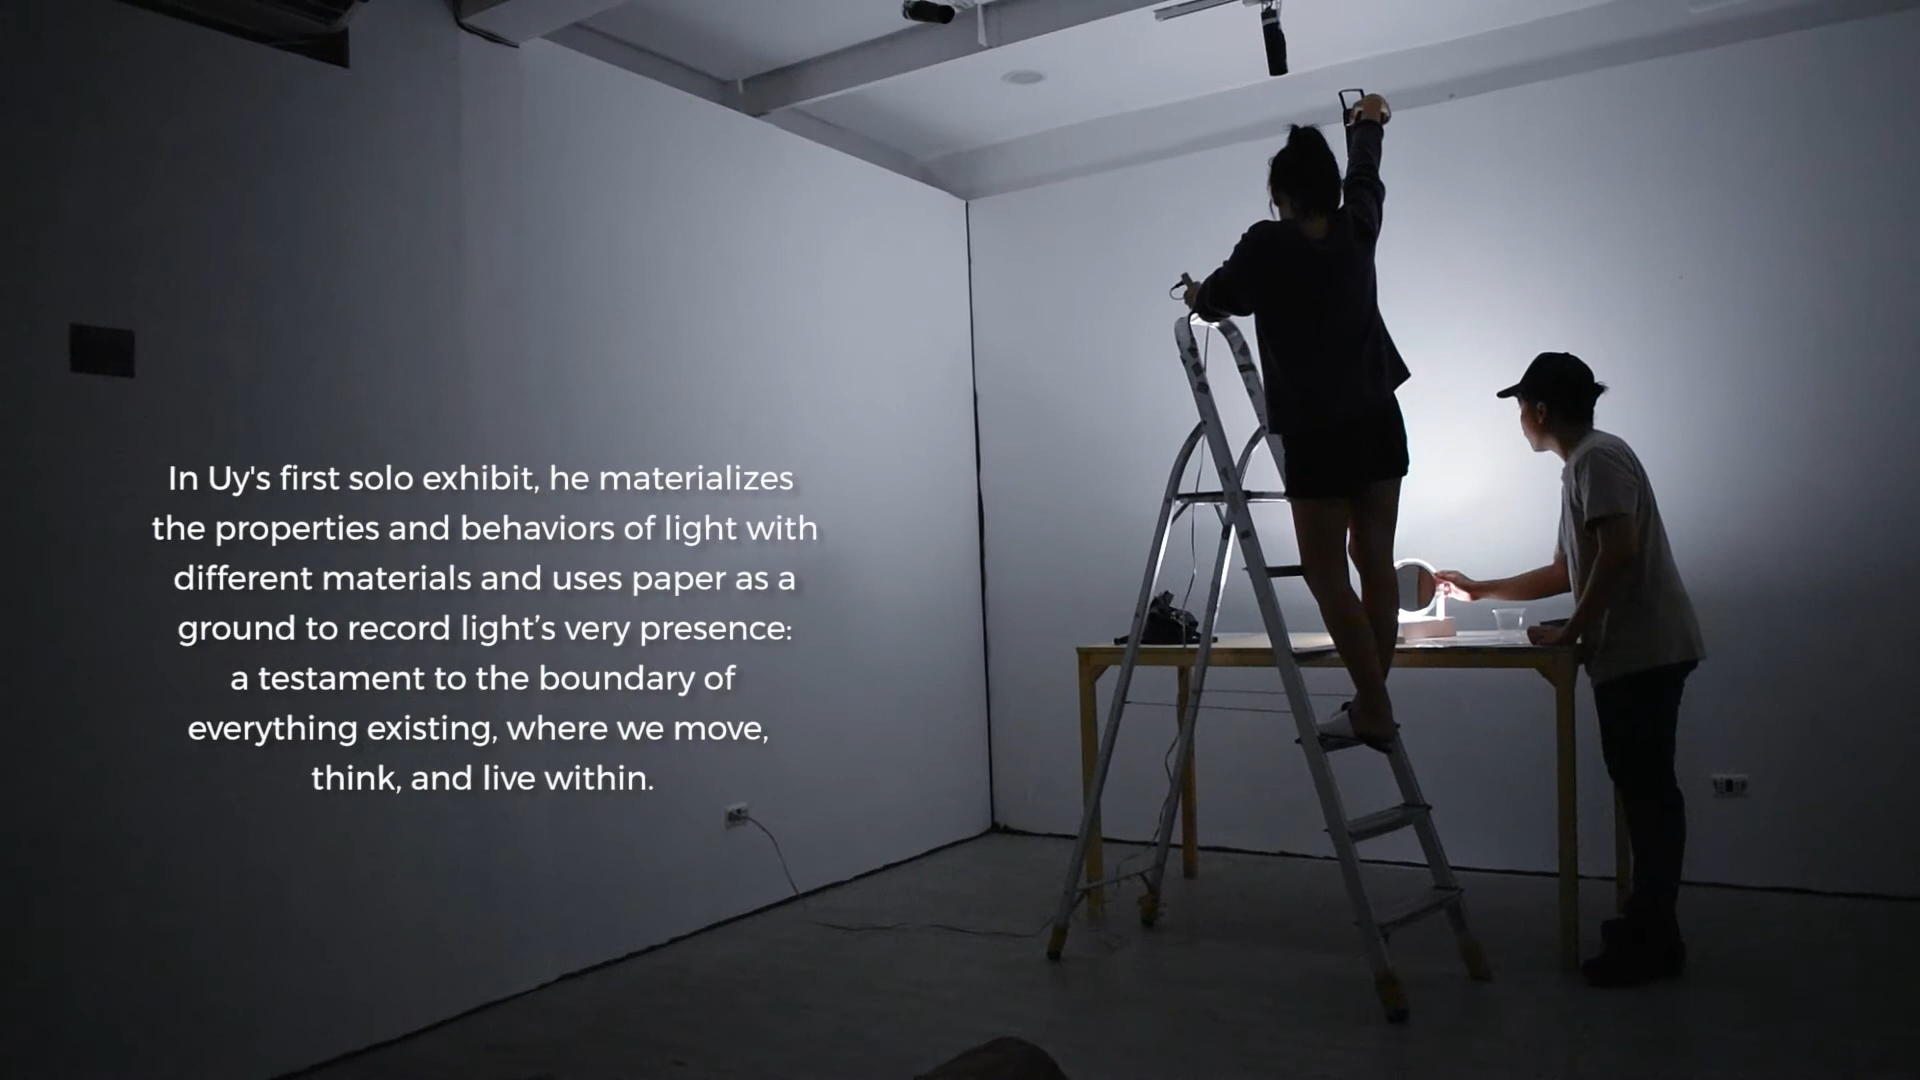 In Uy's first solo exhibit, he materializes
the properties and behaviors of light with
different materials and uses paper as a
ground to record light’s very presence:
a testament to the boundary of
everything existing, where we move,
think, and live within.